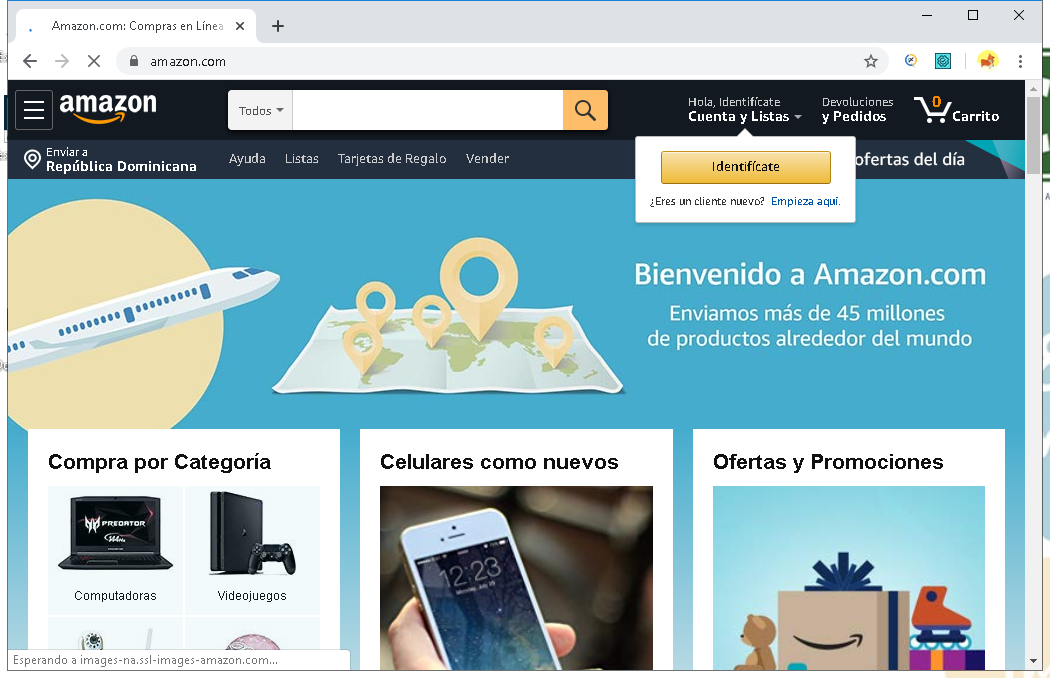 Amazon.com: Compras en Línea
amazon.com
amazon
Todos
Hola, Identifícate
Cuenta y Listas
Devoluciones
y Pedidos
0
Carrito
Enviar a
República Dominicana
Ayuda
Listas
Tarjetas de Regalo
Vender
ofertas del día
Identifícate
¿Eres un cliente nuevo? Empieza aquí.
Bienvenido a Amazon.com
Enviamos más de 45 millones
de productos alrededor del mundo
Compra por Categoría
Celulares como nuevos
Ofertas y Promociones
PREDATOR
144Hz
Computadoras
Videojuegos
12:23
Monday, July
Esperando a images-na.ssl-images-amazon.com...